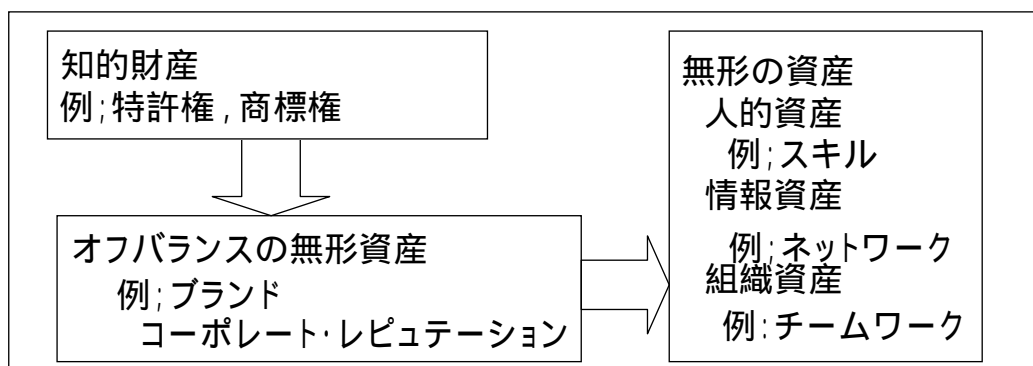 知的財産
例;特許権,商標権
オフバランスの無形資産
例;ブランド
コーポレート・レピュテーション
無形の資産
人的資産
例;スキル
情報資産
例;ネットワーク
組織資産
例:チームワーク